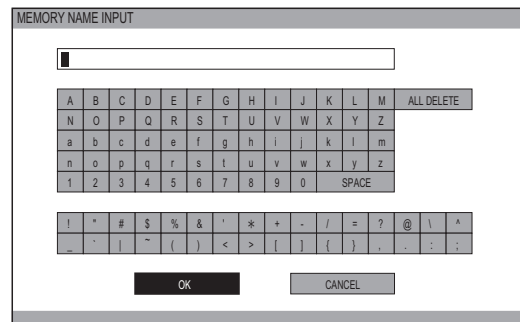 MEMORY NAME INPUT
A B C D E F G H I J K L M ALL DELETE
N O P Q R S T U V W X Y Z
a b c d e f g h i j k l m
n o p q r s t u v w x y z
1 2 3 4 5 6 7 8 9 0 SPACE
! " # $ % & ' * + - / = ? @ \ ^
_ ` | ~ ( ) < > [ ] { } , . : ;
OK CANCEL